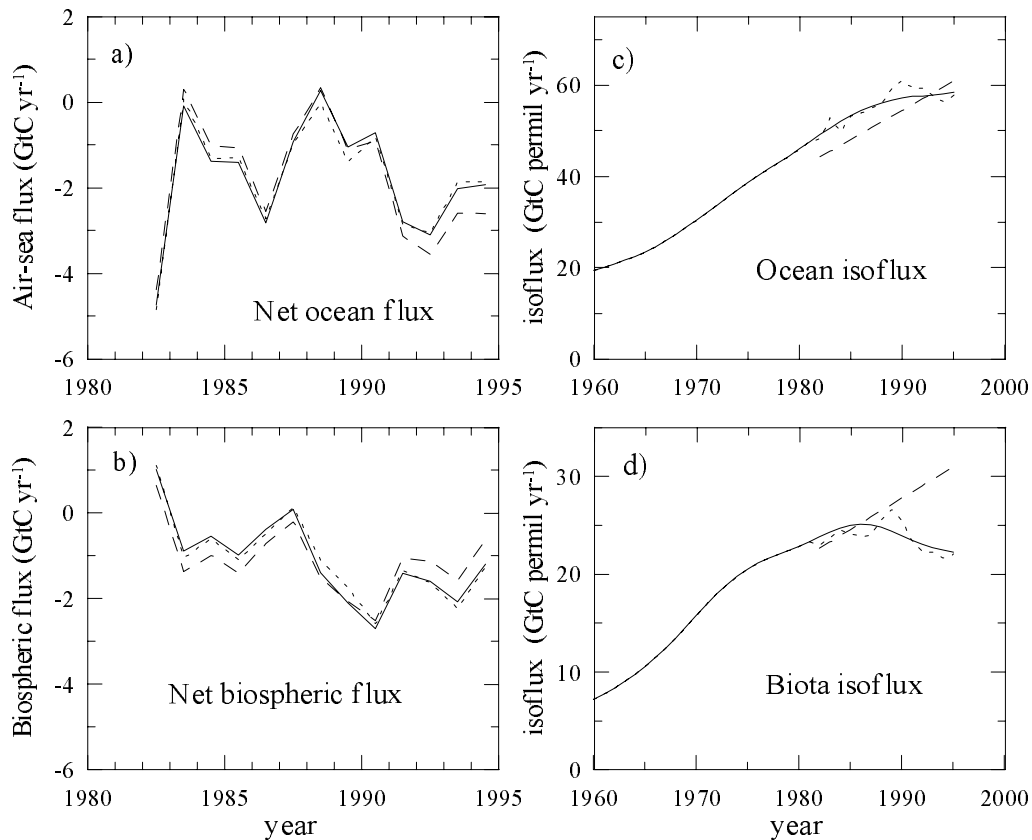 a)
Air-sea flux (GtC yr-1)
2
0
-2
-4
-6
Net ocean flux
1980 1985 1990 1995
c)
isoflux (GtC permil yr-1)
60
40
20
0
Ocean isoflux
1960 1970 1980 1990 2000
b)
Biospheric flux (GtC yr-1)
2
0
-2
-4
-6
Net biospheric flux
1980 1985 1990 1995
year
d)
isoflux (GtC permil yr-1)
30
20
10
0
Biota isoflux
1960 1970 1980 1990 2000
year